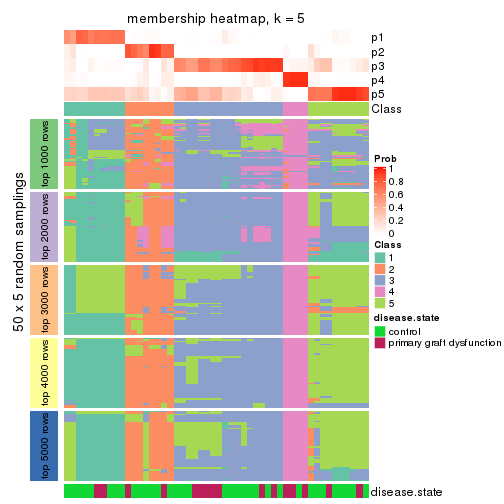 membership heatmap, k = 5
p1
p2
p3
p4
p5
Class
50 x 5 random samplings
top 1000 rows
top 2000 rows
top 3000 rows
top 4000 rows
top 5000 rows
Prob
1
0.8
0.6
0.4
0.2
0
Class
1
2
3
4
5
disease.state
control
primary graft dysfunction
disease.state